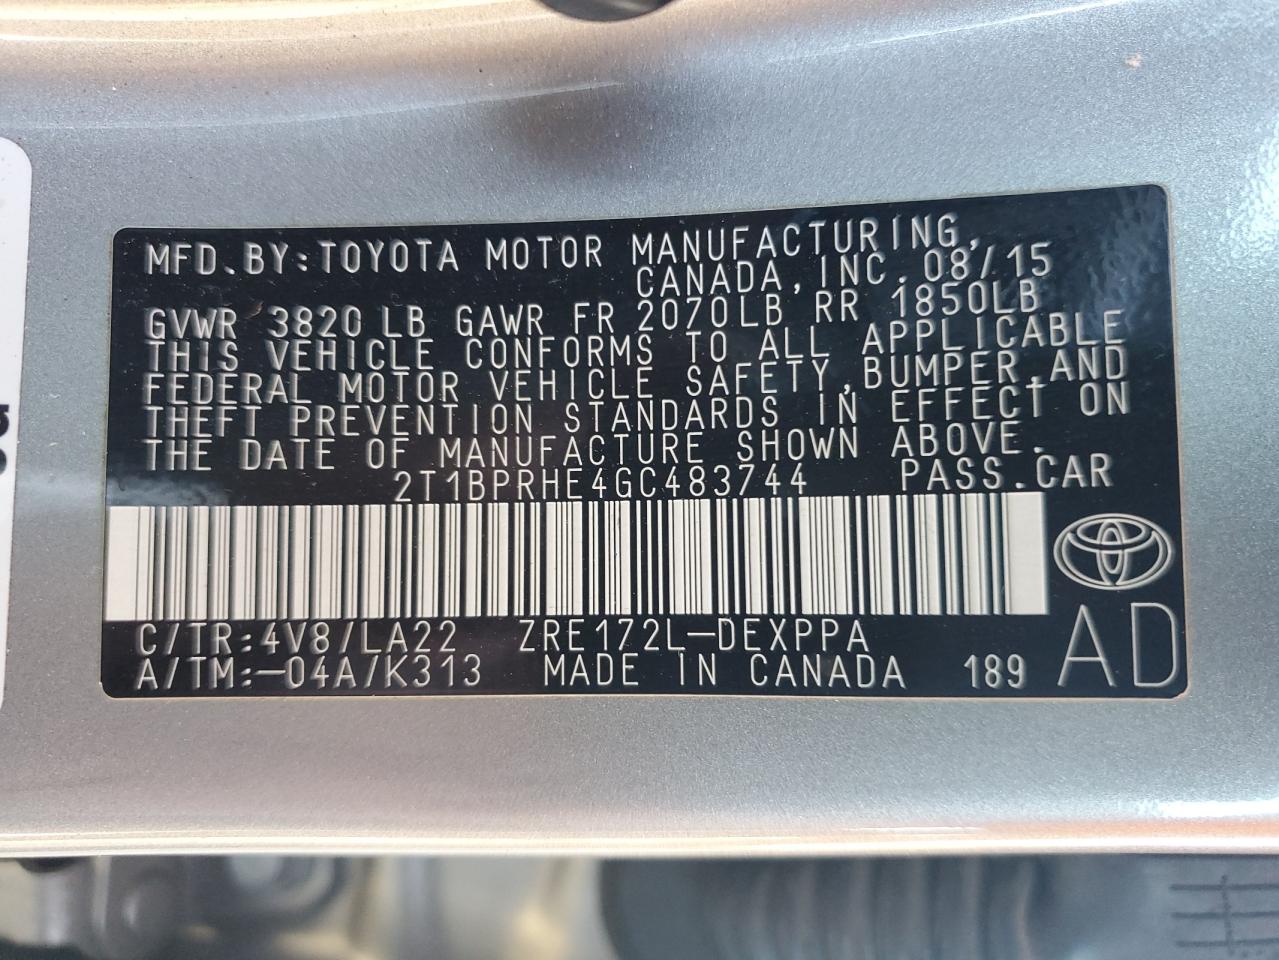 MFD.BY:TOYOTA MOTOR MANUFACTURING,
CANADA,INC.08/15
GVWR 3820 LB GAWR FR 2070LB RR 1850LB
THIS VEHICLE CONFORMS TO ALL APPLICABLE
FEDERAL MOTOR VEHICLE SAFETY,BUMPER,AND
THEFT PREVENTION STANDARDS IN EFFECT ON
THE DATE OF MANUFACTURE SHOWN ABOVE.
2T1BPRHE4GC483744 PASS.CAR
C/TR:4V8/LA22 ZRE172L-DEXPPA
A/TM:-04A/K313 MADE IN CANADA 189
AD